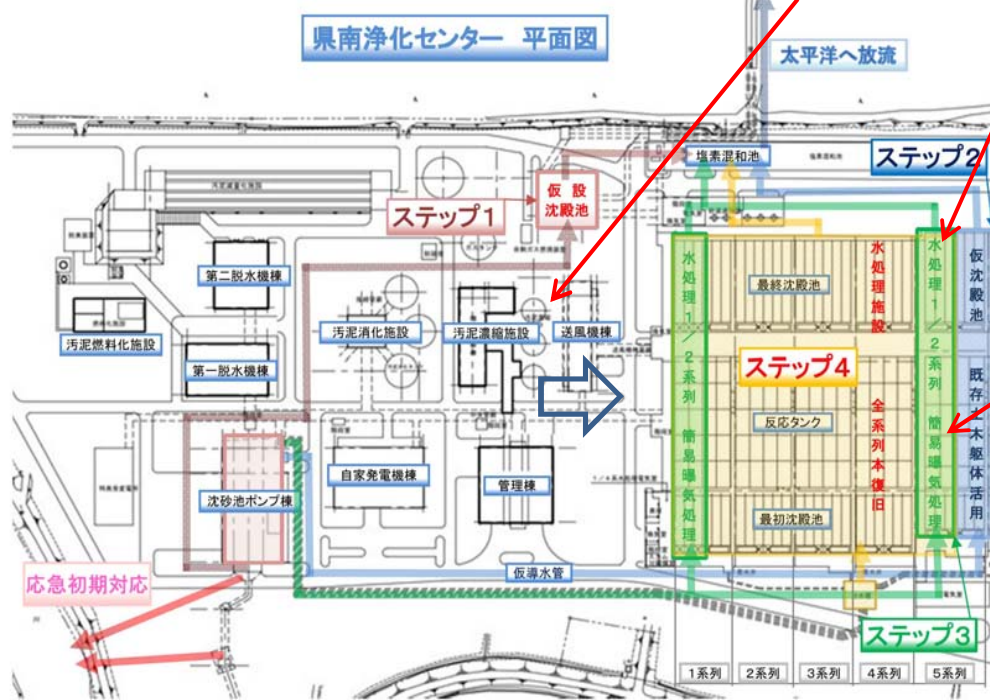 県南浄化センター 平面図
太平洋へ放流
塩素混和池
塩素混和池
ステップ2
仮設
沈殿池
ステップ1
汚泥減量化施設
第二脱水機棟
汚泥燃料化施設
第一脱水機棟
汚泥消化施設
汚泥濃縮施設
送風機棟
水処理1/2系列 簡易曝気処理
最終沈殿池
水処理施設
水処理1/2系列 簡易曝気処理
仮沈殿池
既存土木躯体活用
ステップ4
反応タンク
全系列本復旧
最初沈殿池
沈砂池ポンプ棟
自家発電機棟
管理棟
仮導水管
応急初期対応
ステップ3
1系列
2系列
3系列
4系列
5系列